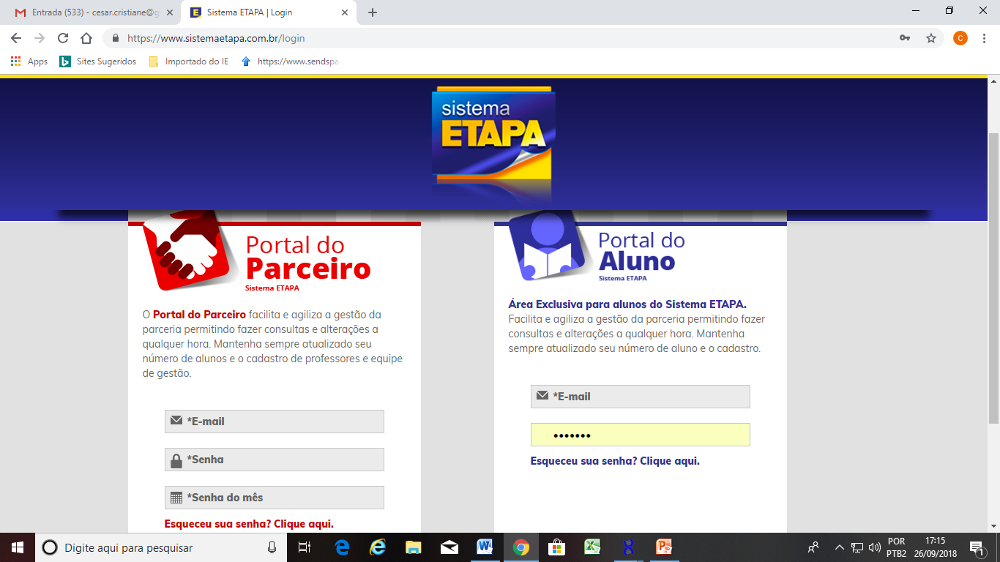 Entrada (533) - cesar.cristiane@g
Sistema ETAPA | Login
https://www.sistemaetapa.com.br/login
C
Apps
Sites Sugeridos
Importado do IE
https://www.sendspa
sistema
ETAPA
Portal do
Parceiro
Sistema ETAPA
O Portal do Parceiro facilita e agiliza a gestão da
parceria permitindo fazer consultas e alterações a
qualquer hora. Mantenha sempre atualizado seu
número de alunos e o cadastro de professores e equipe
de gestão.
*E-mail
*Senha
*Senha do mês
Esqueceu sua senha? Clique aqui.
Portal do
Aluno
Sistema ETAPA
Área Exclusiva para alunos do Sistema ETAPA.
Facilita e agiliza a gestão da parceria permitindo fazer
consultas e alterações a qualquer hora. Mantenha
sempre atualizado seu número de aluno e o cadastro.
*E-mail
•••••••
Esqueceu sua senha? Clique aqui.
Digite aqui para pesquisar
POR
PTB2
17:15
26/09/2018
1